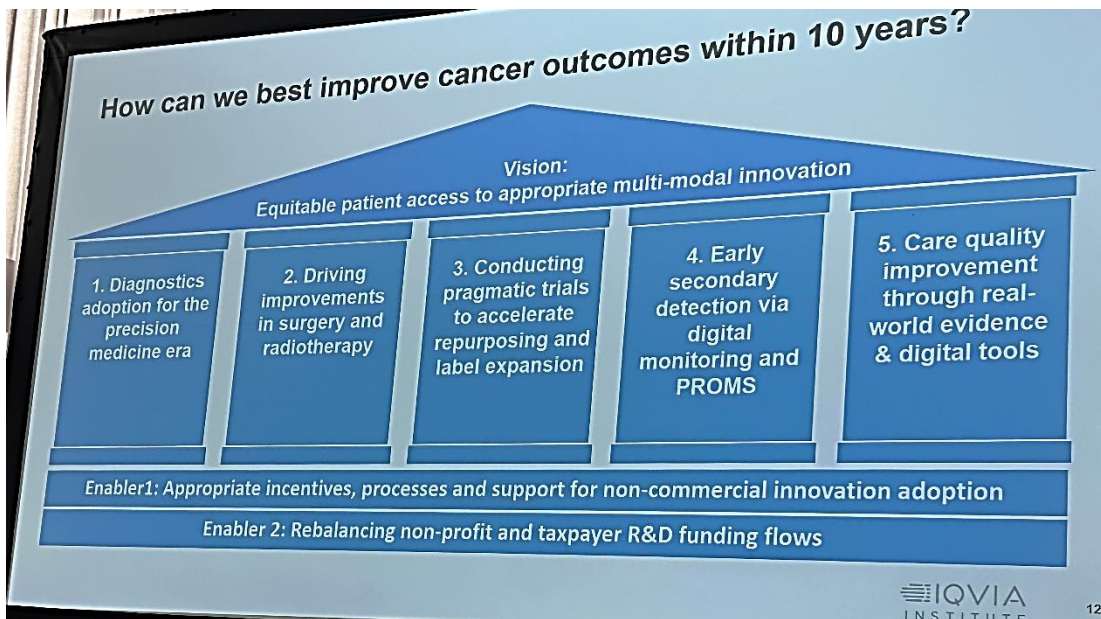 How can we best improve cancer outcomes within 10 years?
Vision:
Equitable patient access to appropriate multi-modal innovation
1. Diagnostics
adoption for the
precision
medicine era
2. Driving
improvements
in surgery and
radiotherapy
3. Conducting
pragmatic trials
to accelerate
repurposing and
label expansion
4. Early
secondary
detection via
digital
monitoring and
PROMS
5. Care quality
improvement
through real-
world evidence
& digital tools
Enabler1: Appropriate incentives, processes and support for non-commercial innovation adoption
Enabler 2: Rebalancing non-profit and taxpayer R&D funding flows
IQVIA
INSTITUTE
12